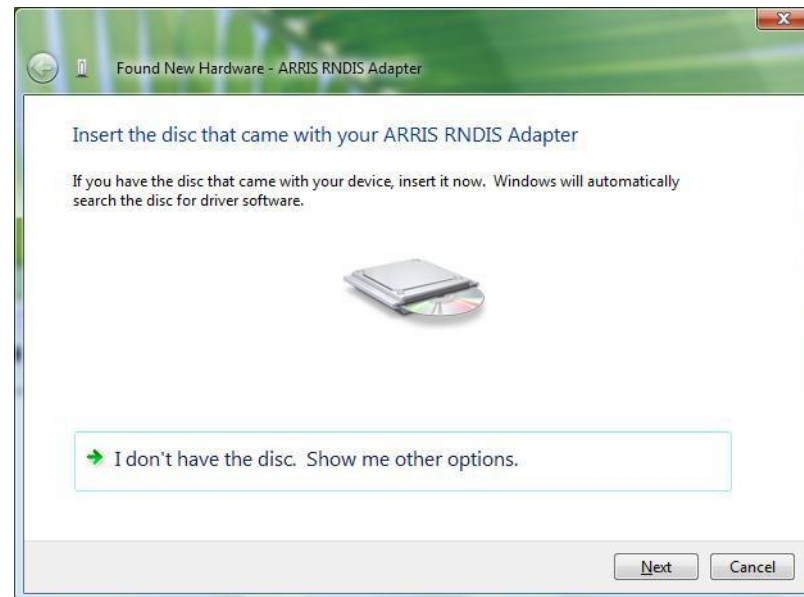 Found New Hardware - ARRIS RNDIS Adapter
Insert the disc that came with your ARRIS RNDIS Adapter
If you have the disc that came with your device, insert it now.  Windows will automatically
search the disc for driver software.
I don't have the disc.  Show me other options.
Next Cancel